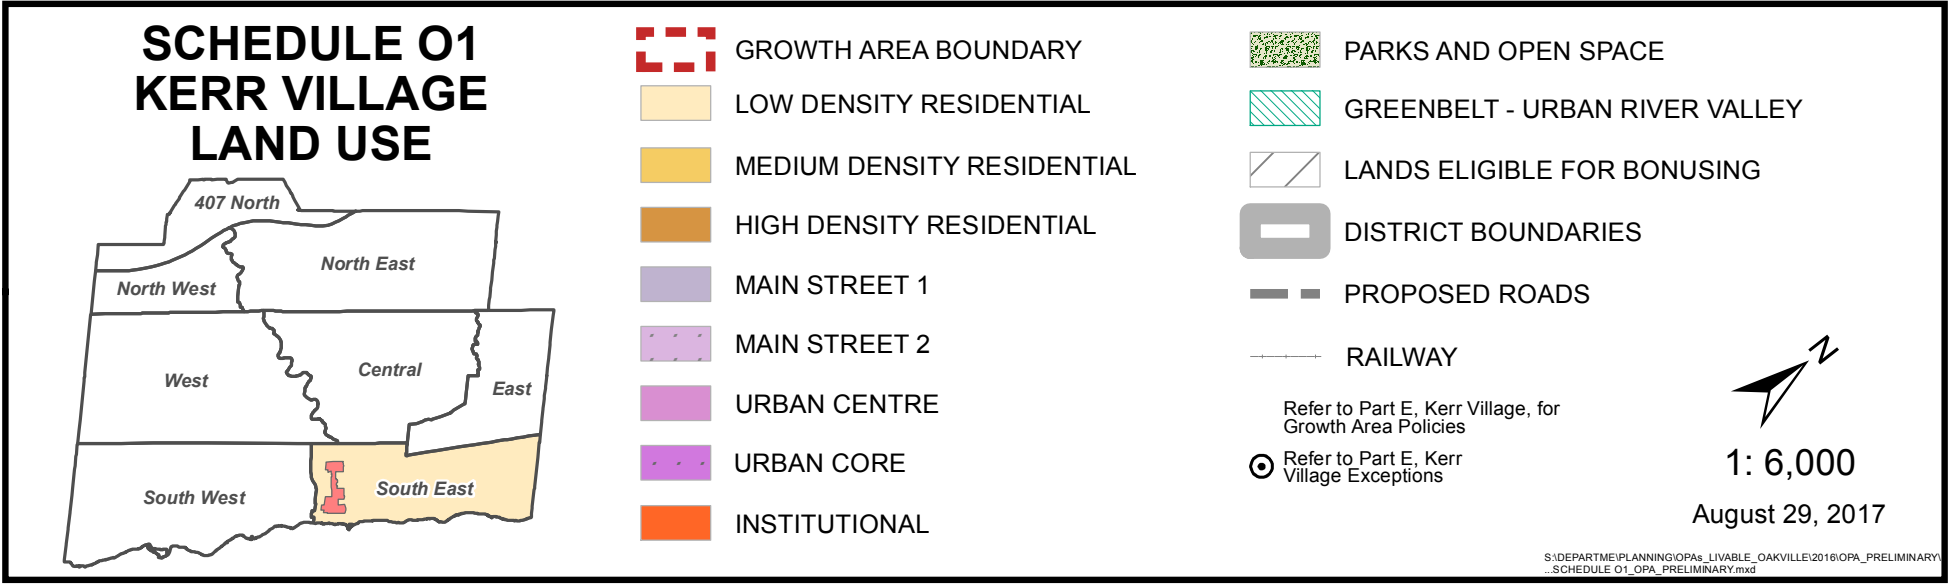 SCHEDULE O1
KERR VILLAGE
LAND USE
407 North
North East
North West
West
Central
East
South West
South East
GROWTH AREA BOUNDARY
LOW DENSITY RESIDENTIAL
MEDIUM DENSITY RESIDENTIAL
HIGH DENSITY RESIDENTIAL
MAIN STREET 1
MAIN STREET 2
URBAN CENTRE
URBAN CORE
INSTITUTIONAL
PARKS AND OPEN SPACE
GREENBELT - URBAN RIVER VALLEY
LANDS ELIGIBLE FOR BONUSING
DISTRICT BOUNDARIES
PROPOSED ROADS
RAILWAY
Refer to Part E, Kerr Village, for
Growth Area Policies
Refer to Part E, Kerr
Village Exceptions
N
1: 6,000
August 29, 2017
S:\DEPARTME\PLANNING\OPAs_LIVABLE_OAKVILLE\2016\OPA_PRELIMINARY\
...SCHEDULE O1_OPA_PRELIMINARY.mxd